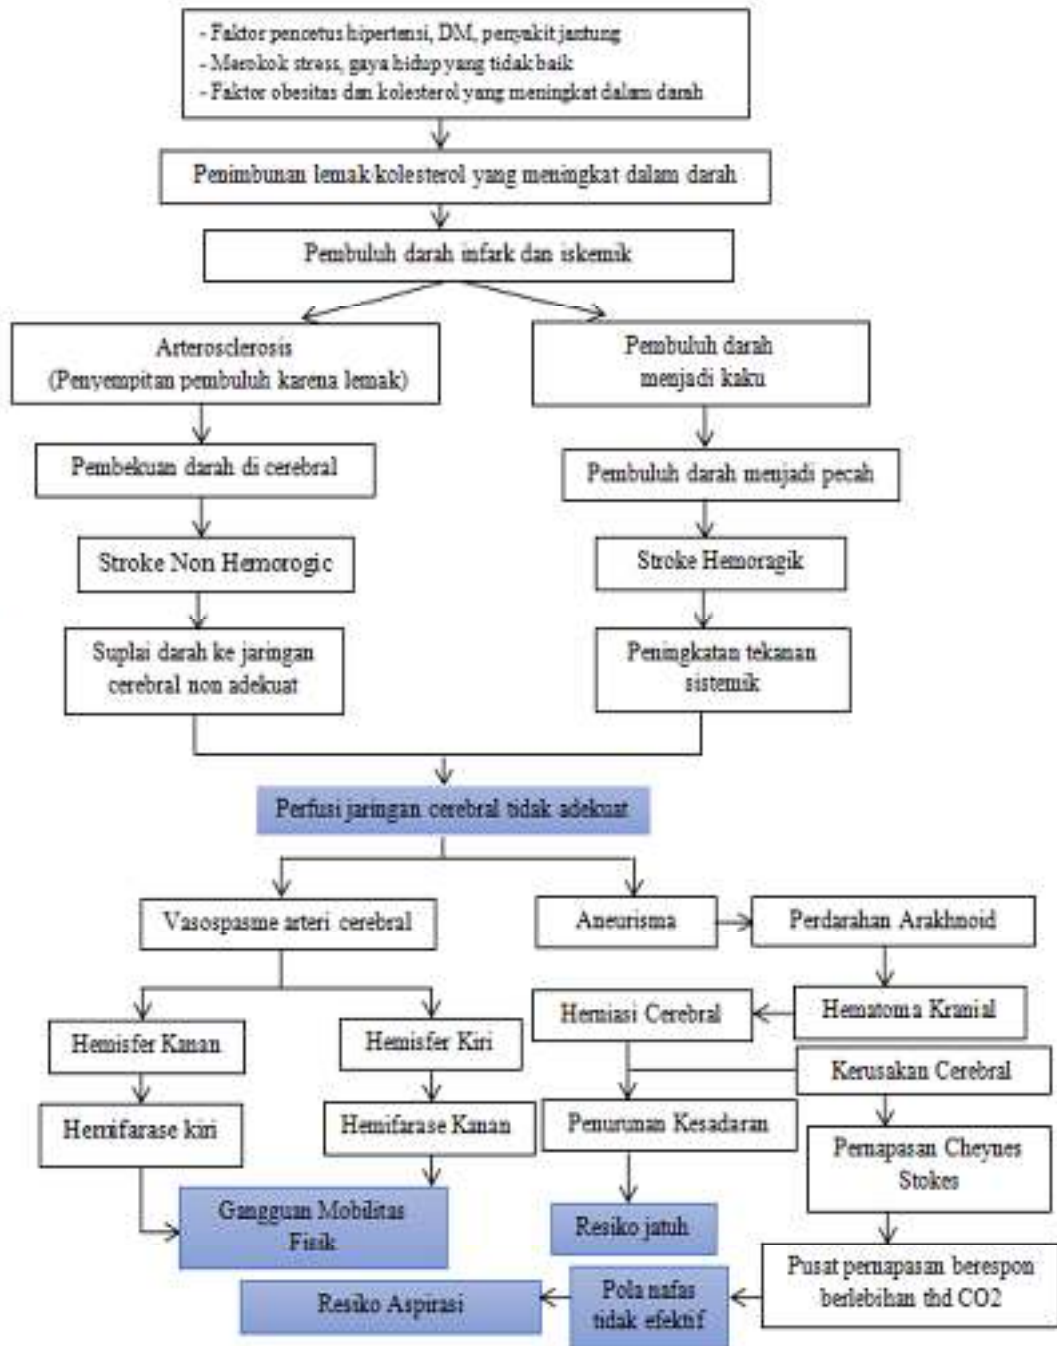 - Faktor pencetus hipertensi, DM, penyakit jantung
- Merokok stress, gaya hidup yang tidak baik
- Faktor obesitas dan kolesterol yang meningkat dalam darah
Penimbunan lemak/kolesterol yang meningkat dalam darah
Pembuluh darah infark dan iskemik
Arterosclerosis
(Penyempitan pembuluh karena lemak)
Pembuluh darah
menjadi kaku
Pembekuan darah di cerebral
Pembuluh darah menjadi pecah
Stroke Non Hemorogic
Stroke Hemoragik
Suplai darah ke jaringan
cerebral non adekuat
Peningkatan tekanan
sistemik
Perfusi jaringan cerebral tidak adekuat
Vasospasme arteri cerebral
Aneurisma
Perdarahan Arakhnoid
Hemisfer Kanan
Hemisfer Kiri
Herniasi Cerebral
Hematoma Kranial
Kerusakan Cerebral
Hemifarase kiri
Hemifarase Kanan
Penurunan Kesadaran
Pernapasan Cheynes
Stokes
Gangguan Mobilitas
Fisik
Resiko jatuh
Pusat pernapasan berespon
berlebihan thd CO2
Pola nafas
tidak efektif
Resiko Aspirasi